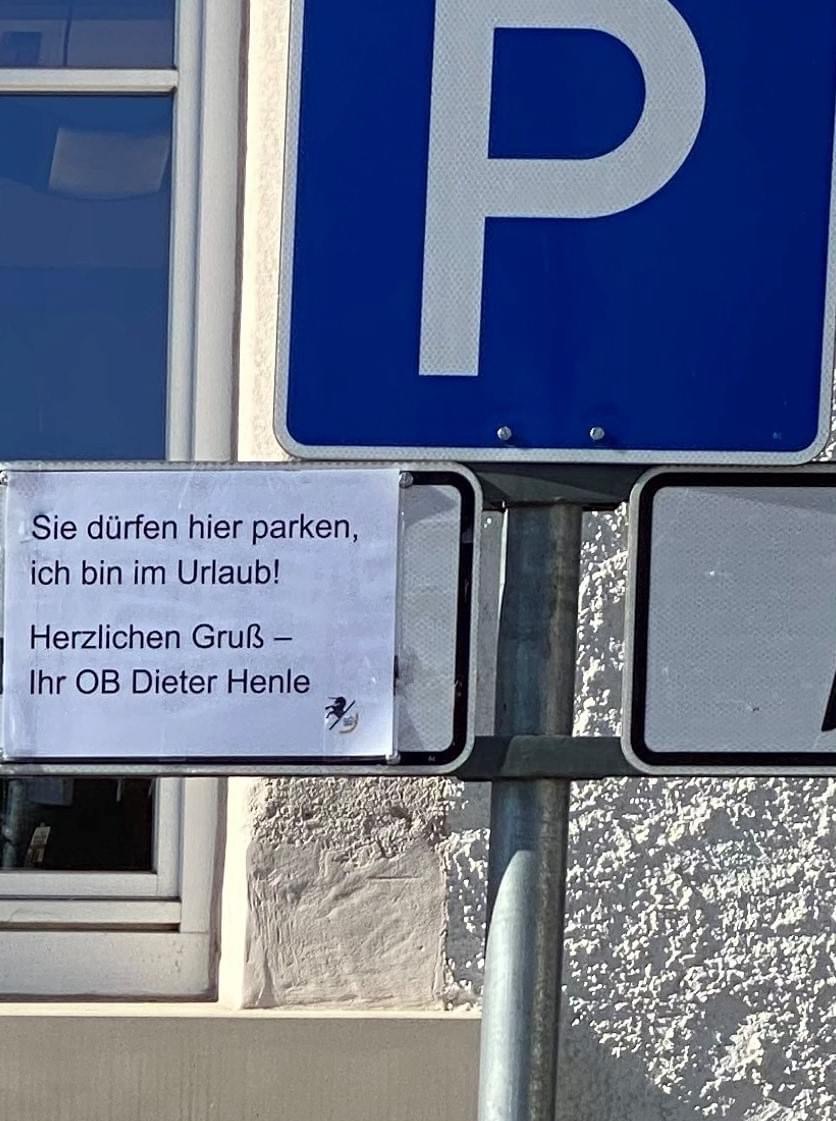 P
Sie dürfen hier parken,
ich bin im Urlaub!
Herzlichen Gruß –
Ihr OB Dieter Henle